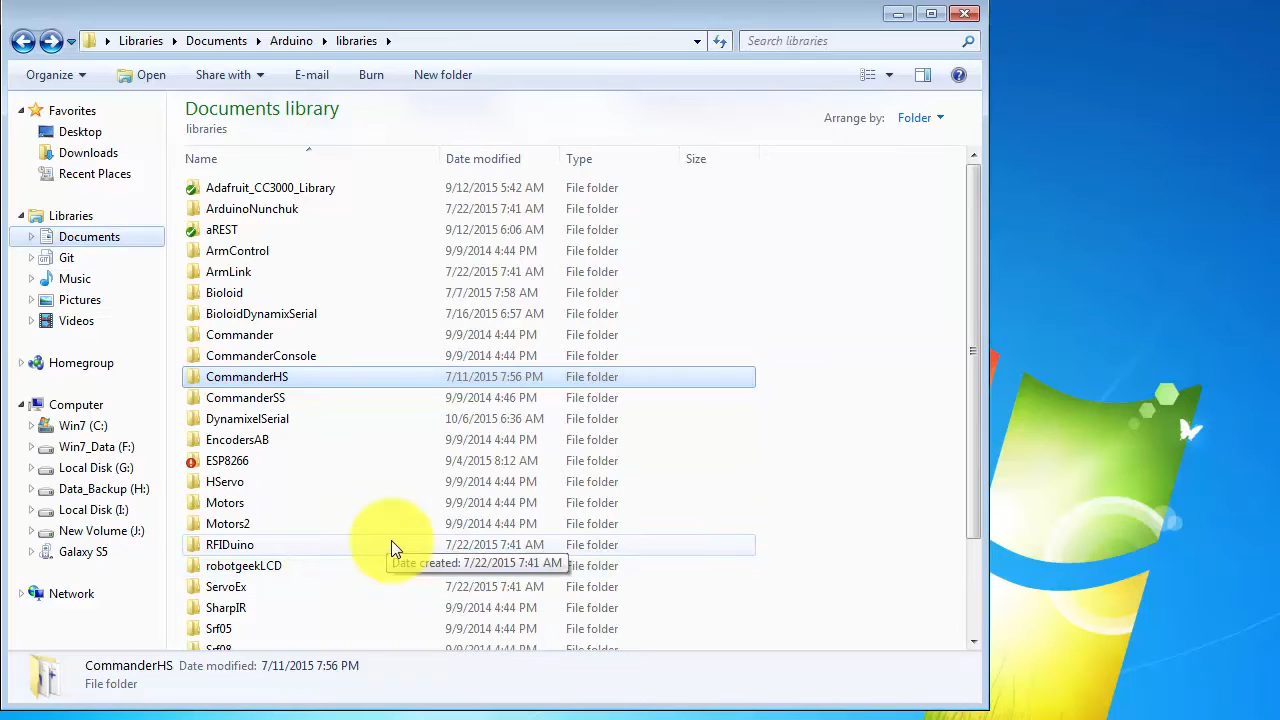 Libraries Documents Arduino libraries Search libraries
Organize Open Share with E-mail Burn New folder
Favorites
Desktop
Downloads
Recent Places
Libraries
Documents
Git
Music
Pictures
Videos
Homegroup
Computer
Win7 (C:)
Win7_Data (F:)
Local Disk (G:)
Data_Backup (H:)
Local Disk (I:)
New Volume (J:)
Galaxy S5
Network
Documents library
libraries
Arrange by: Folder
Name Date modified Type Size
Adafruit_CC3000_Library 9/12/2015 5:42 AM File folder
ArduinoNunchuk 7/22/2015 7:41 AM File folder
aREST 9/12/2015 6:06 AM File folder
ArmControl 9/9/2014 4:44 PM File folder
ArmLink 7/22/2015 7:41 AM File folder
Bioloid 7/7/2015 7:58 AM File folder
BioloidDynamixSerial 7/16/2015 6:57 AM File folder
Commander 9/9/2014 4:44 PM File folder
CommanderConsole 9/9/2014 4:44 PM File folder
CommanderHS 7/11/2015 7:56 PM File folder
CommanderSS 9/9/2014 4:46 PM File folder
DynamixelSerial 10/6/2015 6:36 AM File folder
EncodersAB 9/9/2014 4:44 PM File folder
ESP8266 9/4/2015 8:12 AM File folder
HServo 9/9/2014 4:44 PM File folder
Motors 9/9/2014 4:44 PM File folder
Motors2 9/9/2014 4:44 PM File folder
RFIDuino 7/22/2015 7:41 AM File folder
Date created: 7/22/2015 7:41 AM
robotgeekLCD File folder
ServoEx 7/22/2015 7:41 AM File folder
SharpIR 9/9/2014 4:44 PM File folder
Srf05 9/9/2014 4:44 PM File folder
Srf08 9/9/2014 4:44 PM File folder
CommanderHS Date modified: 7/11/2015 7:56 PM
File folder